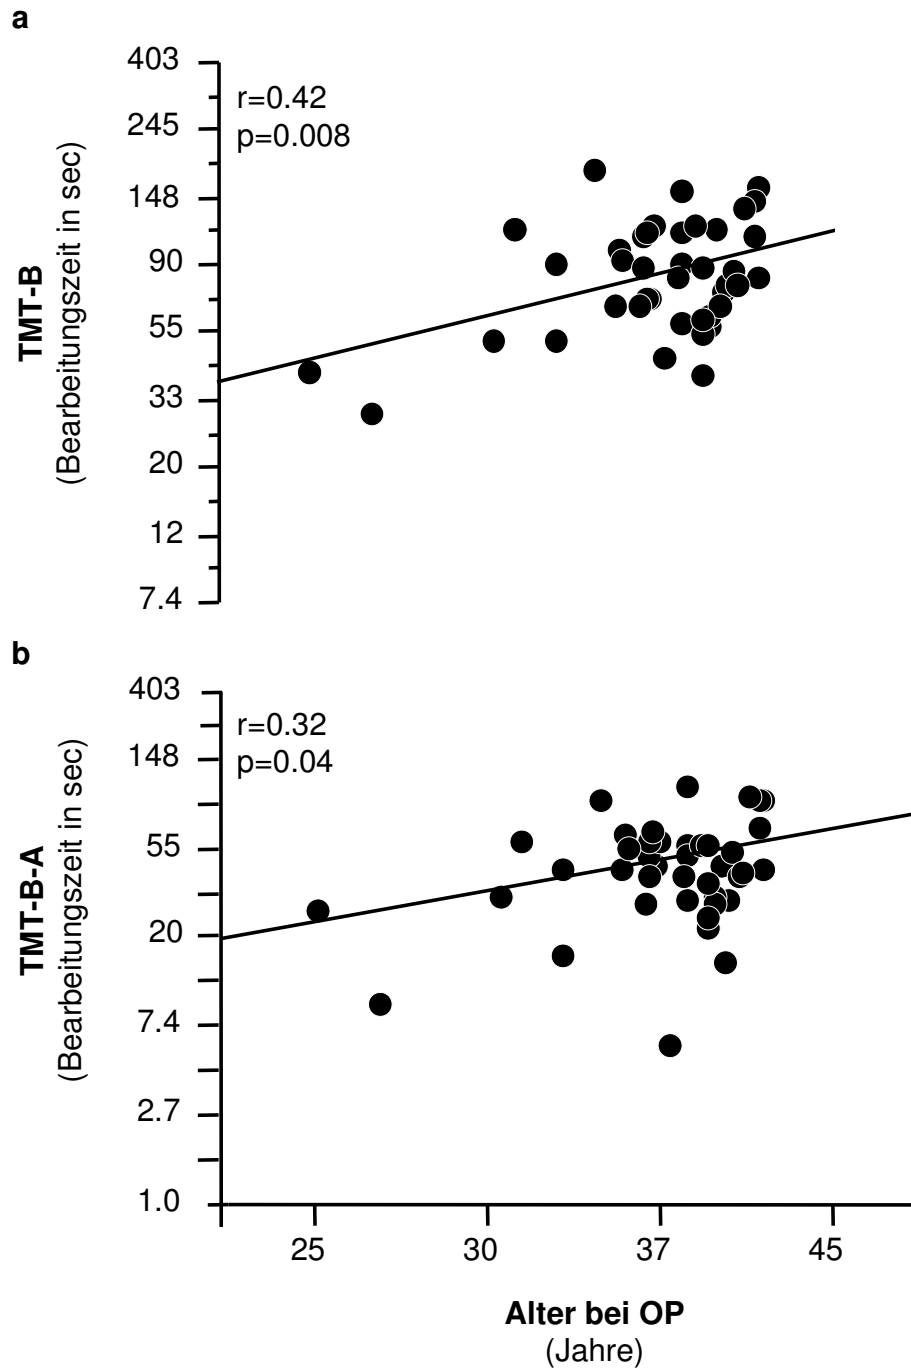 a
403
245
148
90
55
33
20
12
7.4
r=0.42
p=0.008
TMT-B
(Bearbeitungszeit in sec)
b
403
148
55
20
7.4
2.7
1.0
r=0.32
p=0.04
TMT-B-A
(Bearbeitungszeit in sec)
25 30 37 45
Alter bei OP
(Jahre)